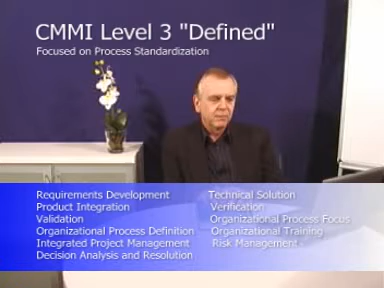 CMMI Level 3 "Defined"
Focused on Process Standardization
Requirements Development Technical Solution
Product Integration Verification
Validation Organizational Process Focus
Organizational Process Definition Organizational Training
Integrated Project Management Risk Management
Decision Analysis and Resolution